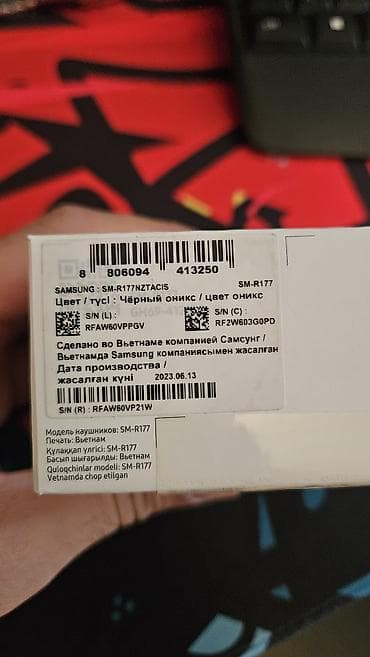 8 806094 413250
SAMSUNG : SM-R177NZTACIS SM-R177
Цвет / түсі : Чёрный оникс / цвет оникс
S/N (L) : S/N (C) :
RFAW60VPPGV RF2W603G0PD
Сделано во Вьетнаме компанией Самсунг /
Вьетнамда Samsung компаниясымен жасалған
Дата производства /
жасалған күні 2023.06.13
S/N (R) : RFAW60VP21W
Модель наушников: SM-R177
Печать: Вьетнам
Құлаққап үлгісі: SM-R177
Басып шығарылды: Вьетнам
Quloqchinlar modeli: SM-R177
Vetnamda chop etilgan